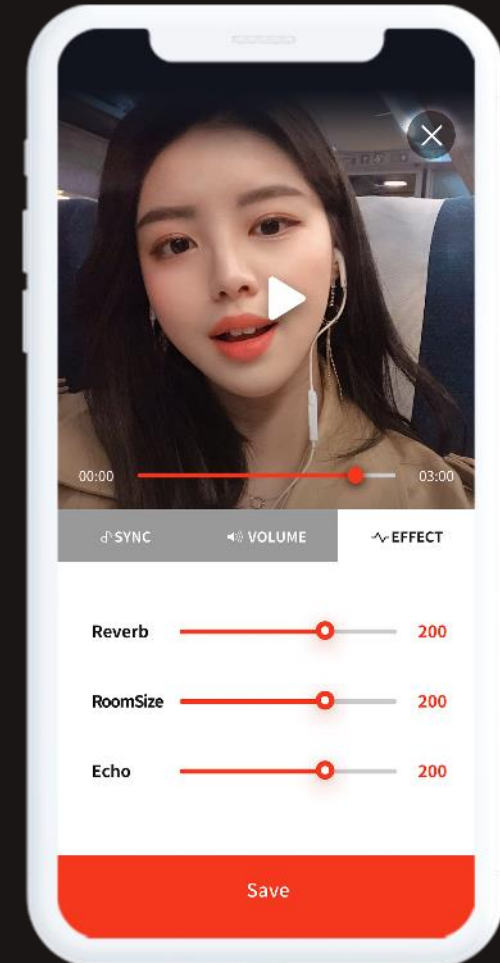 00:00 03:00
SYNC VOLUME EFFECT
Reverb 200
RoomSize 200
Echo 200
Save